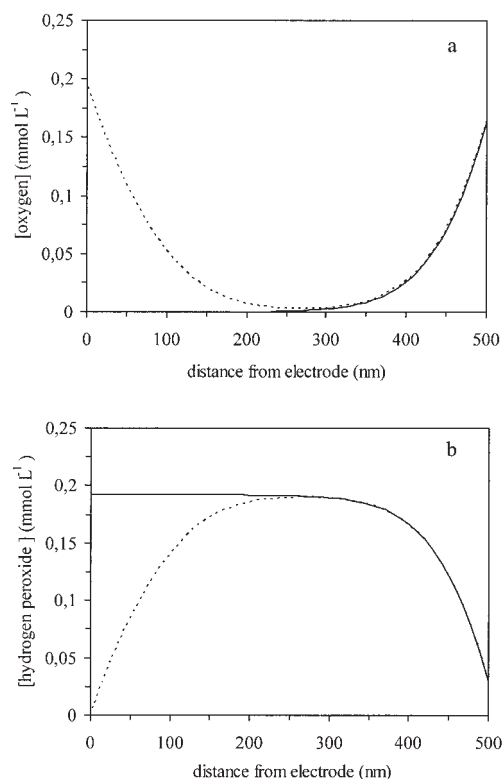 0,25
a
0,2
0,15
0,1
0,05
0
[oxygen] (mmol L⁻¹)
0 100 200 300 400 500
distance from electrode (nm)
0,25
b
0,2
0,15
0,1
0,05
0
[hydrogen peroxide ] (mmol L⁻¹ )
0 100 200 300 400 500
distance from electrode (nm)